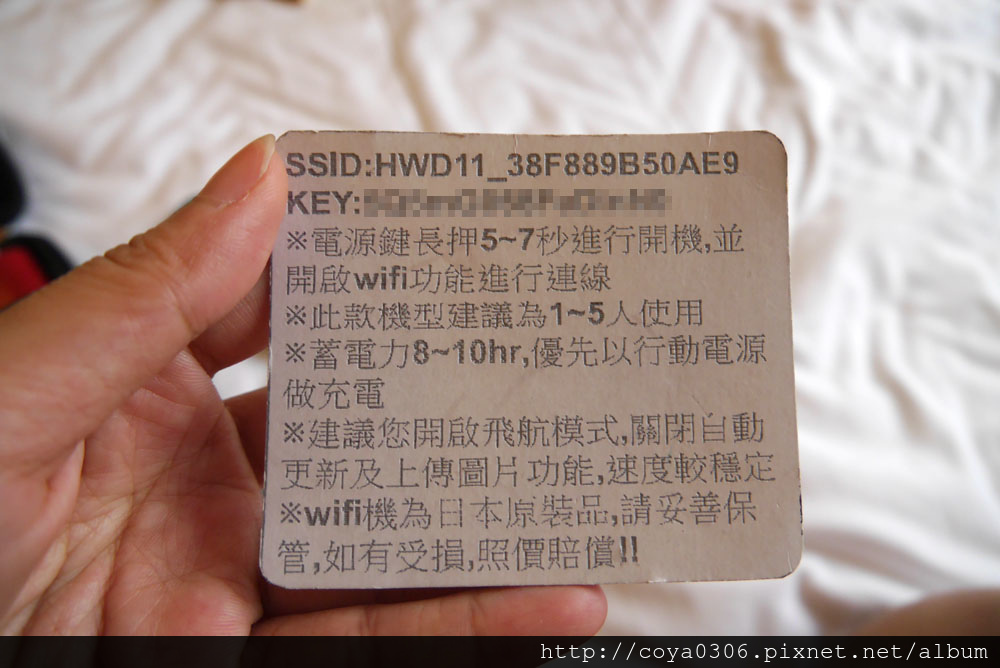 SSID:HWD11_38F889B50AE9
KEY:
※電源鍵長押5~7秒進行開機,並
開啟wifi功能進行連線
※此款機型建議為1~5人使用
※蓄電力8~10hr,優先以行動電源
做充電
※建議您開啟飛航模式,關閉自動
更新及上傳圖片功能,速度較穩定
※wifi機為日本原裝品,請妥善保
管,如有受損,照價賠償!!
http://coya0306.pixnet.net/album